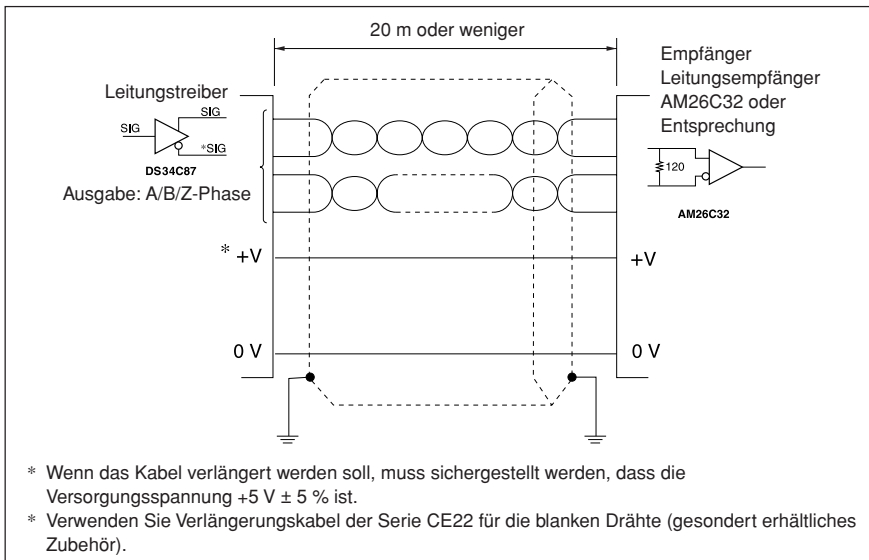 20 m oder weniger
Empfänger
Leitungsempfänger
AM26C32 oder
Entsprechung
Leitungstreiber
SIG
SIG
*SIG
DS34C87
Ausgabe: A/B/Z-Phase
120
AM26C32
* +V
+V
0 V
0 V
* Wenn das Kabel verlängert werden soll, muss sichergestellt werden, dass die
Versorgungsspannung +5 V ± 5 % ist.
* Verwenden Sie Verlängerungskabel der Serie CE22 für die blanken Drähte (gesondert erhältliches
Zubehör).